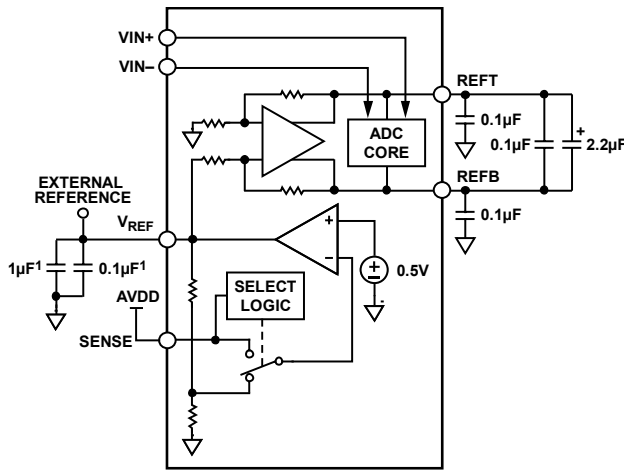 VIN+
VIN–
REFT
0.1µF
0.1µF
+
2.2µF
ADC
CORE
REFB
0.1µF
EXTERNAL
REFERENCE
VREF
1µF¹
0.1µF¹
+
–
+
–
0.5V
SELECT
LOGIC
AVDD
SENSE